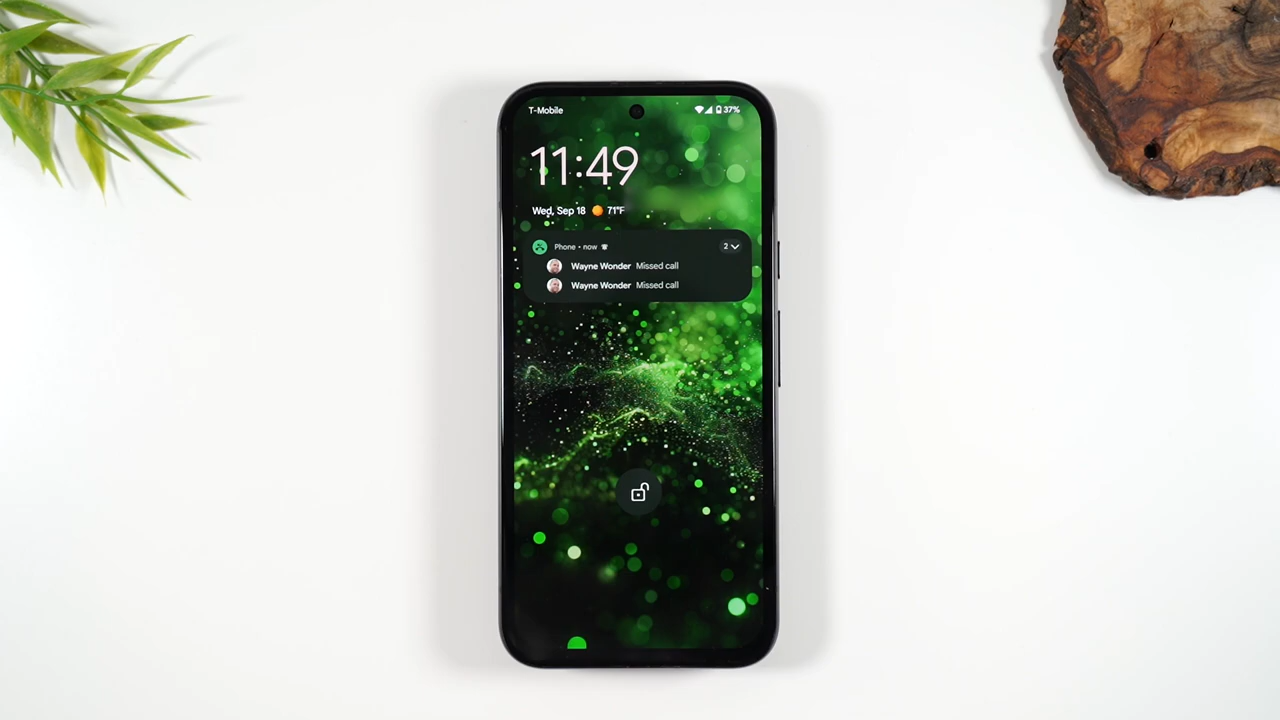 T-Mobile 37%
11:49
Wed, Sep 18 71°F
Phone • now 2
Wayne Wonder Missed call
Wayne Wonder Missed call